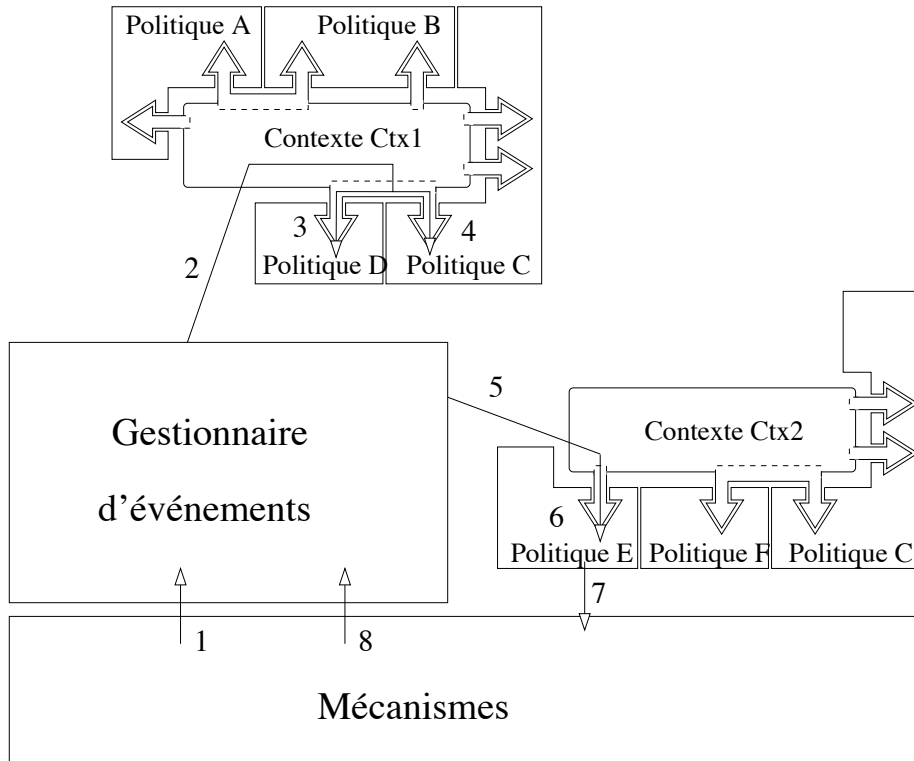 Politique A
Politique B
Contexte Ctx1
3
4
2
Politique D
Politique C
5
Gestionnaire
d'événements
Contexte Ctx2
6
Politique E
Politique F
Politique C
7
1
8
Mécanismes